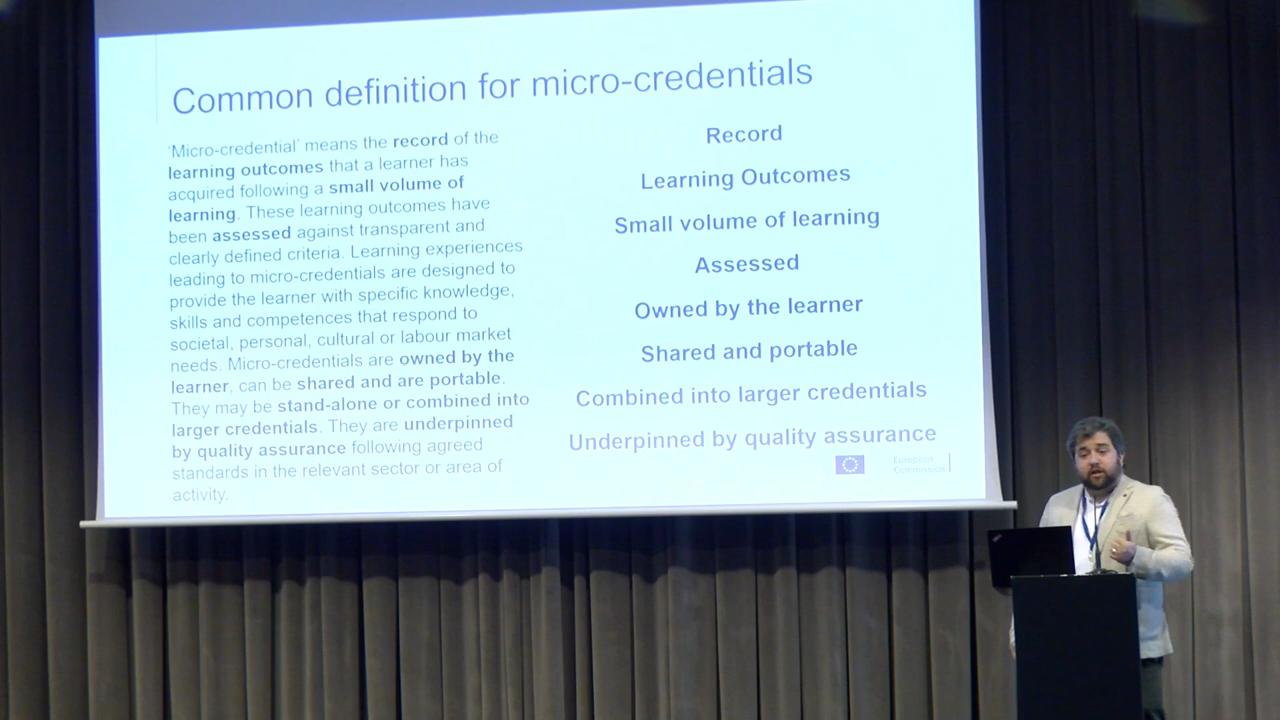 Common definition for micro-credentials
'Micro-credential' means the record of the
learning outcomes that a learner has
acquired following a small volume of
learning. These learning outcomes have
been assessed against transparent and
clearly defined criteria. Learning experiences
leading to micro-credentials are designed to
provide the learner with specific knowledge,
skills and competences that respond to
societal, personal, cultural or labour market
needs. Micro-credentials are owned by the
learner, can be shared and are portable.
They may be stand-alone or combined into
larger credentials. They are underpinned
by quality assurance following agreed
standards in the relevant sector or area of
activity.
Record
Learning Outcomes
Small volume of learning
Assessed
Owned by the learner
Shared and portable
Combined into larger credentials
Underpinned by quality assurance
European
Commission